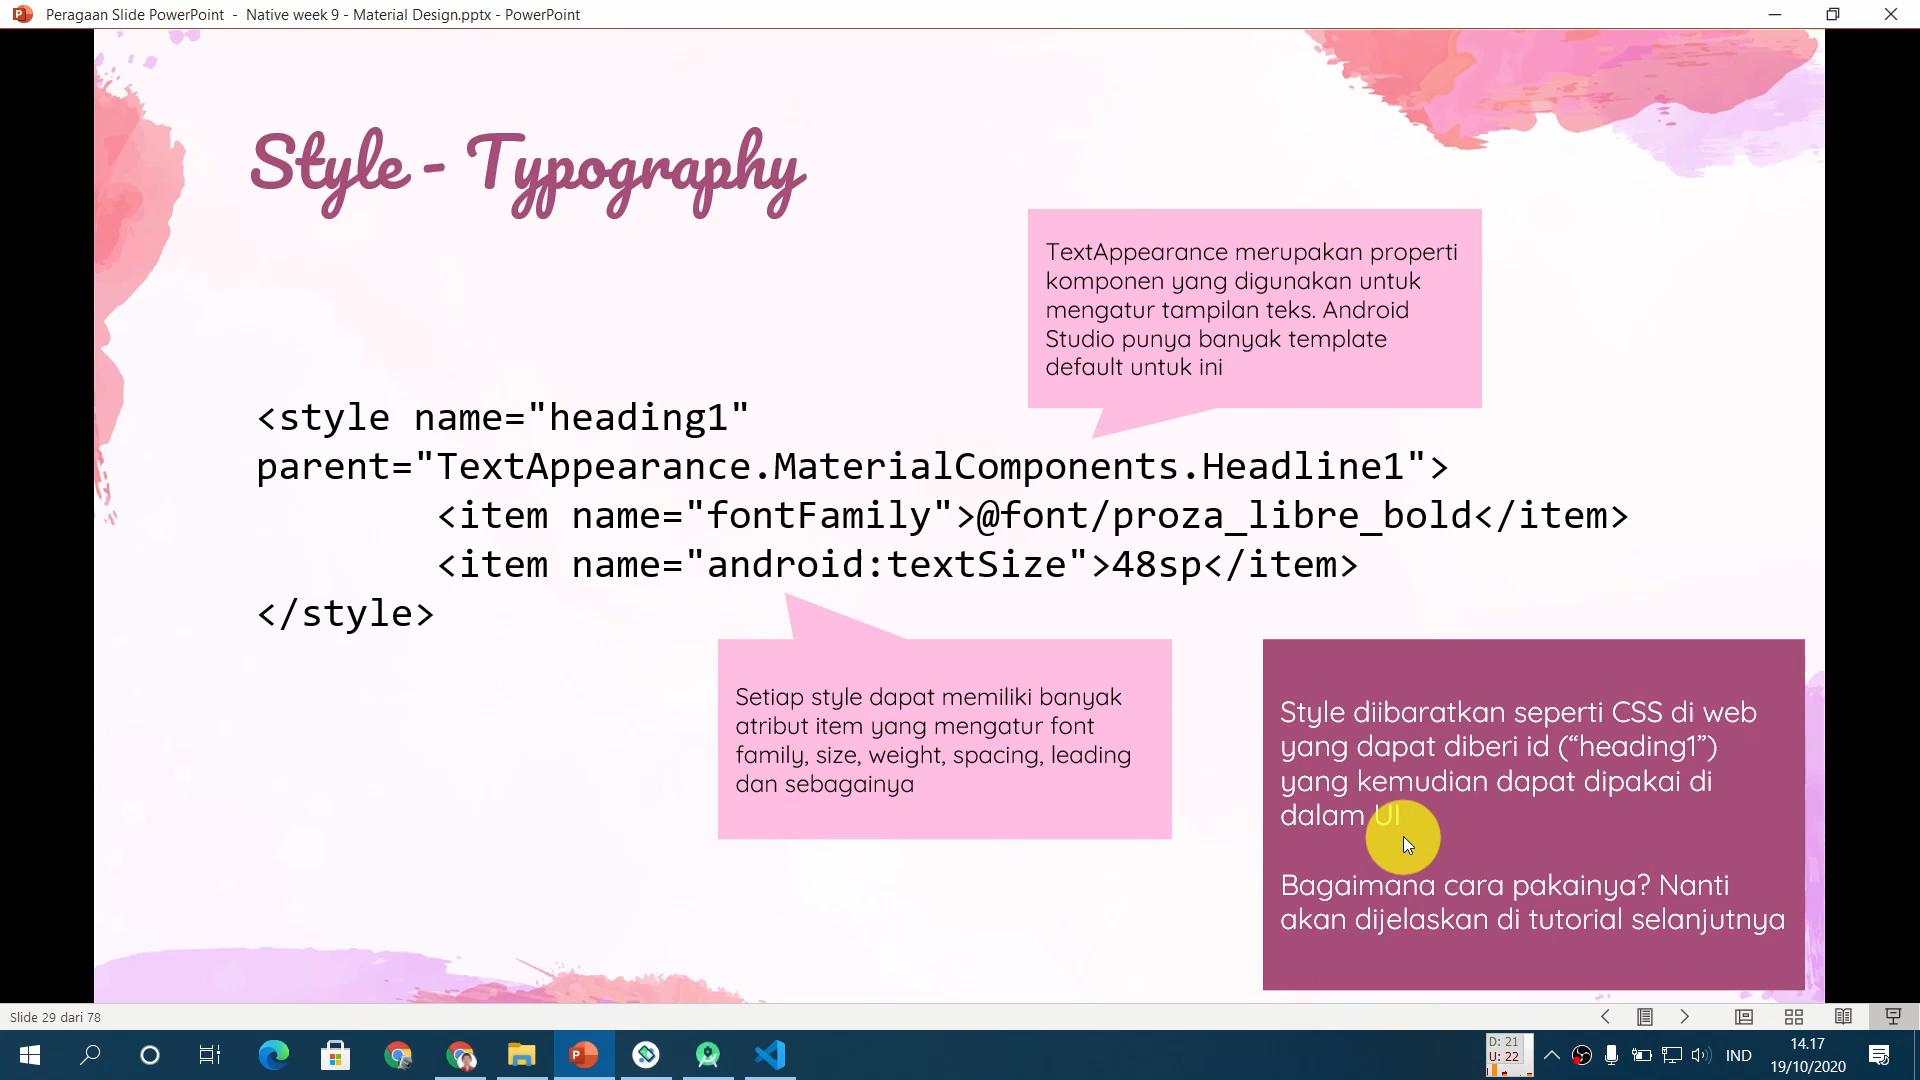 Peragaan Slide PowerPoint  -  Native week 9 - Material Design.pptx - PowerPoint
Style - Typography
TextAppearance merupakan properti
komponen yang digunakan untuk
mengatur tampilan teks. Android
Studio punya banyak template
default untuk ini
<style name="heading1"
parent="TextAppearance.MaterialComponents.Headline1">
<item name="fontFamily">@font/proza_libre_bold</item>
<item name="android:textSize">48sp</item>
</style>
Setiap style dapat memiliki banyak
atribut item yang mengatur font
family, size, weight, spacing, leading
dan sebagainya
Style diibaratkan seperti CSS di web
yang dapat diberi id (“heading1”)
yang kemudian dapat dipakai di
dalam UI
Bagaimana cara pakainya? Nanti
akan dijelaskan di tutorial selanjutnya
Slide 29 dari 78
D: 21
U: 22
IND
14.17
19/10/2020